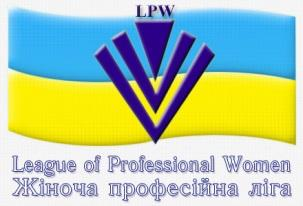 LPW
League of Professional Women
Жіноча професійна ліга